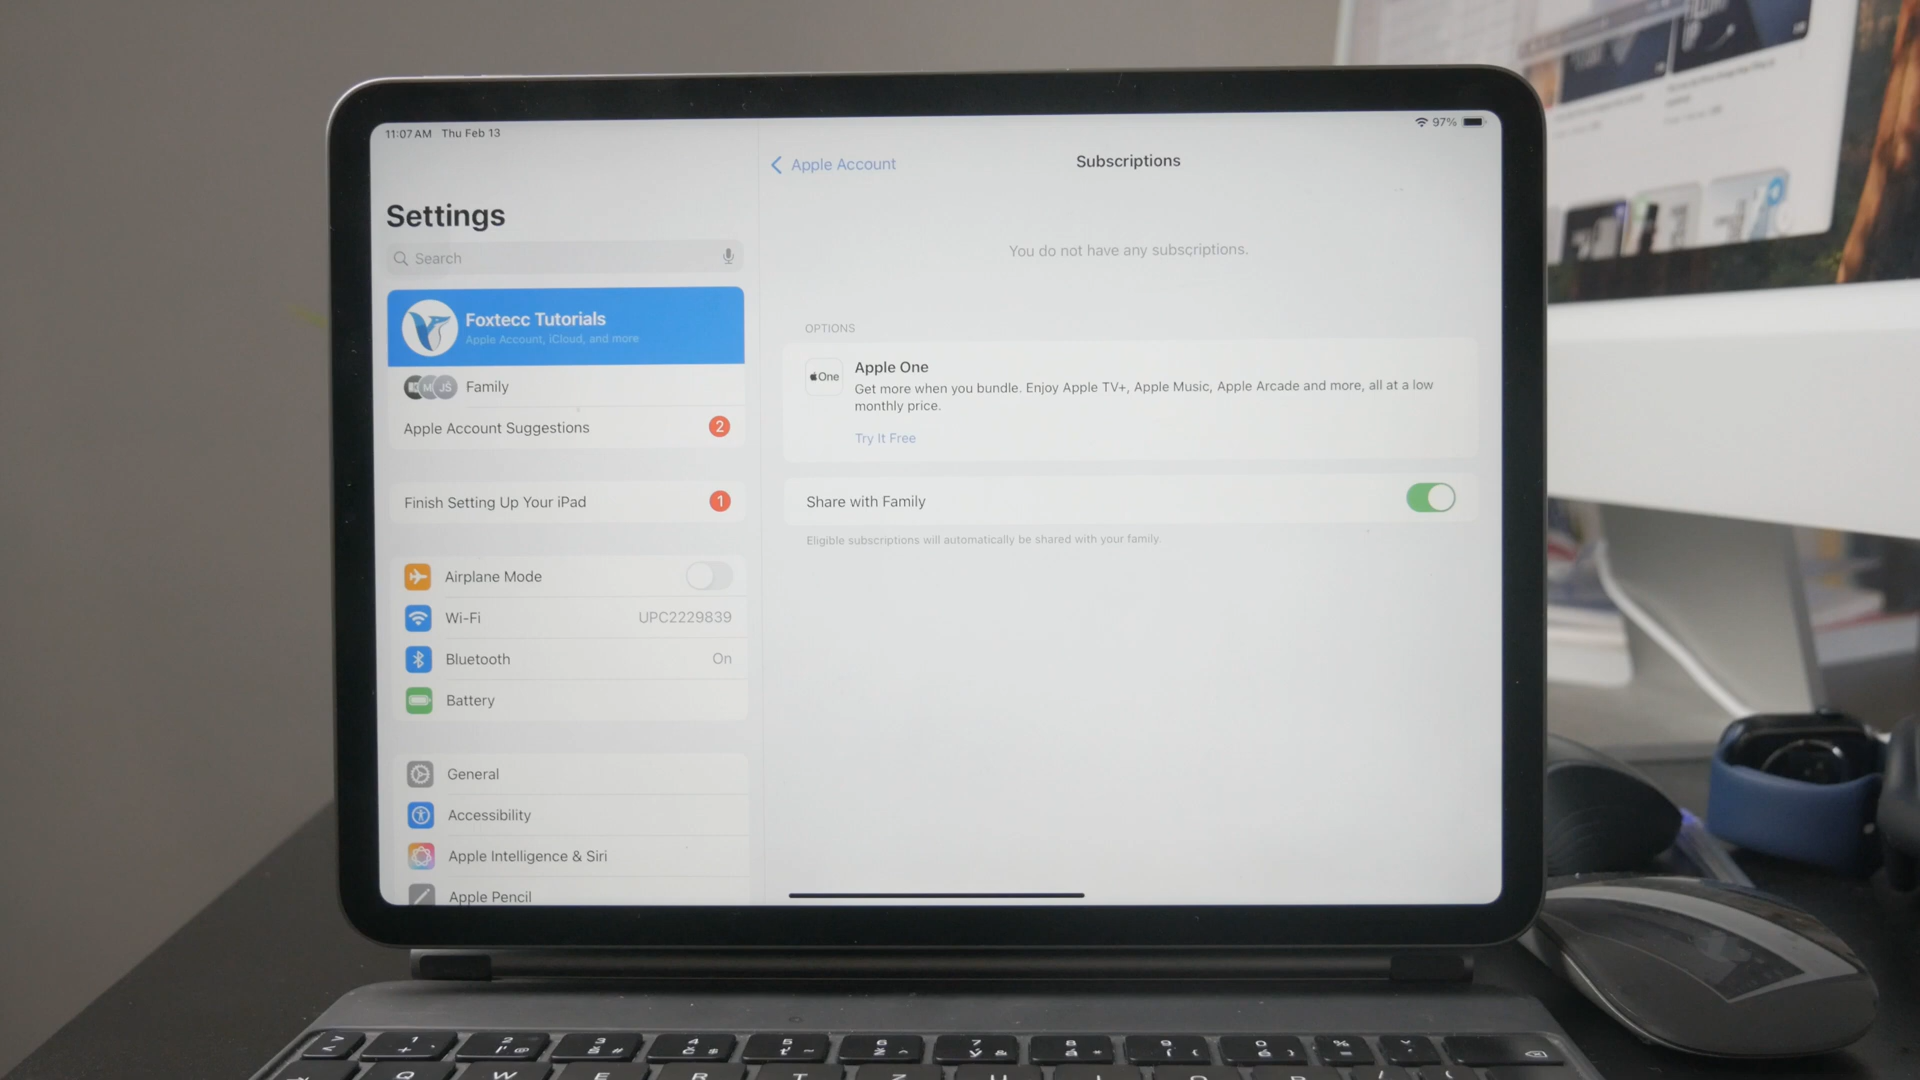 11:07 AM Thu Feb 13
97%
Settings
Search
Foxtecc Tutorials
Apple Account, iCloud, and more
M JŠ
Family
Apple Account Suggestions 2
Finish Setting Up Your iPad 1
Airplane Mode
Wi-Fi UPC2229839
Bluetooth On
Battery
General
Accessibility
Apple Intelligence & Siri
Apple Pencil
Apple Account
Subscriptions
You do not have any subscriptions.
OPTIONS
One
Apple One
Get more when you bundle. Enjoy Apple TV+, Apple Music, Apple Arcade and more, all at a low
monthly price.
Try It Free
Share with Family
Eligible subscriptions will automatically be shared with your family.